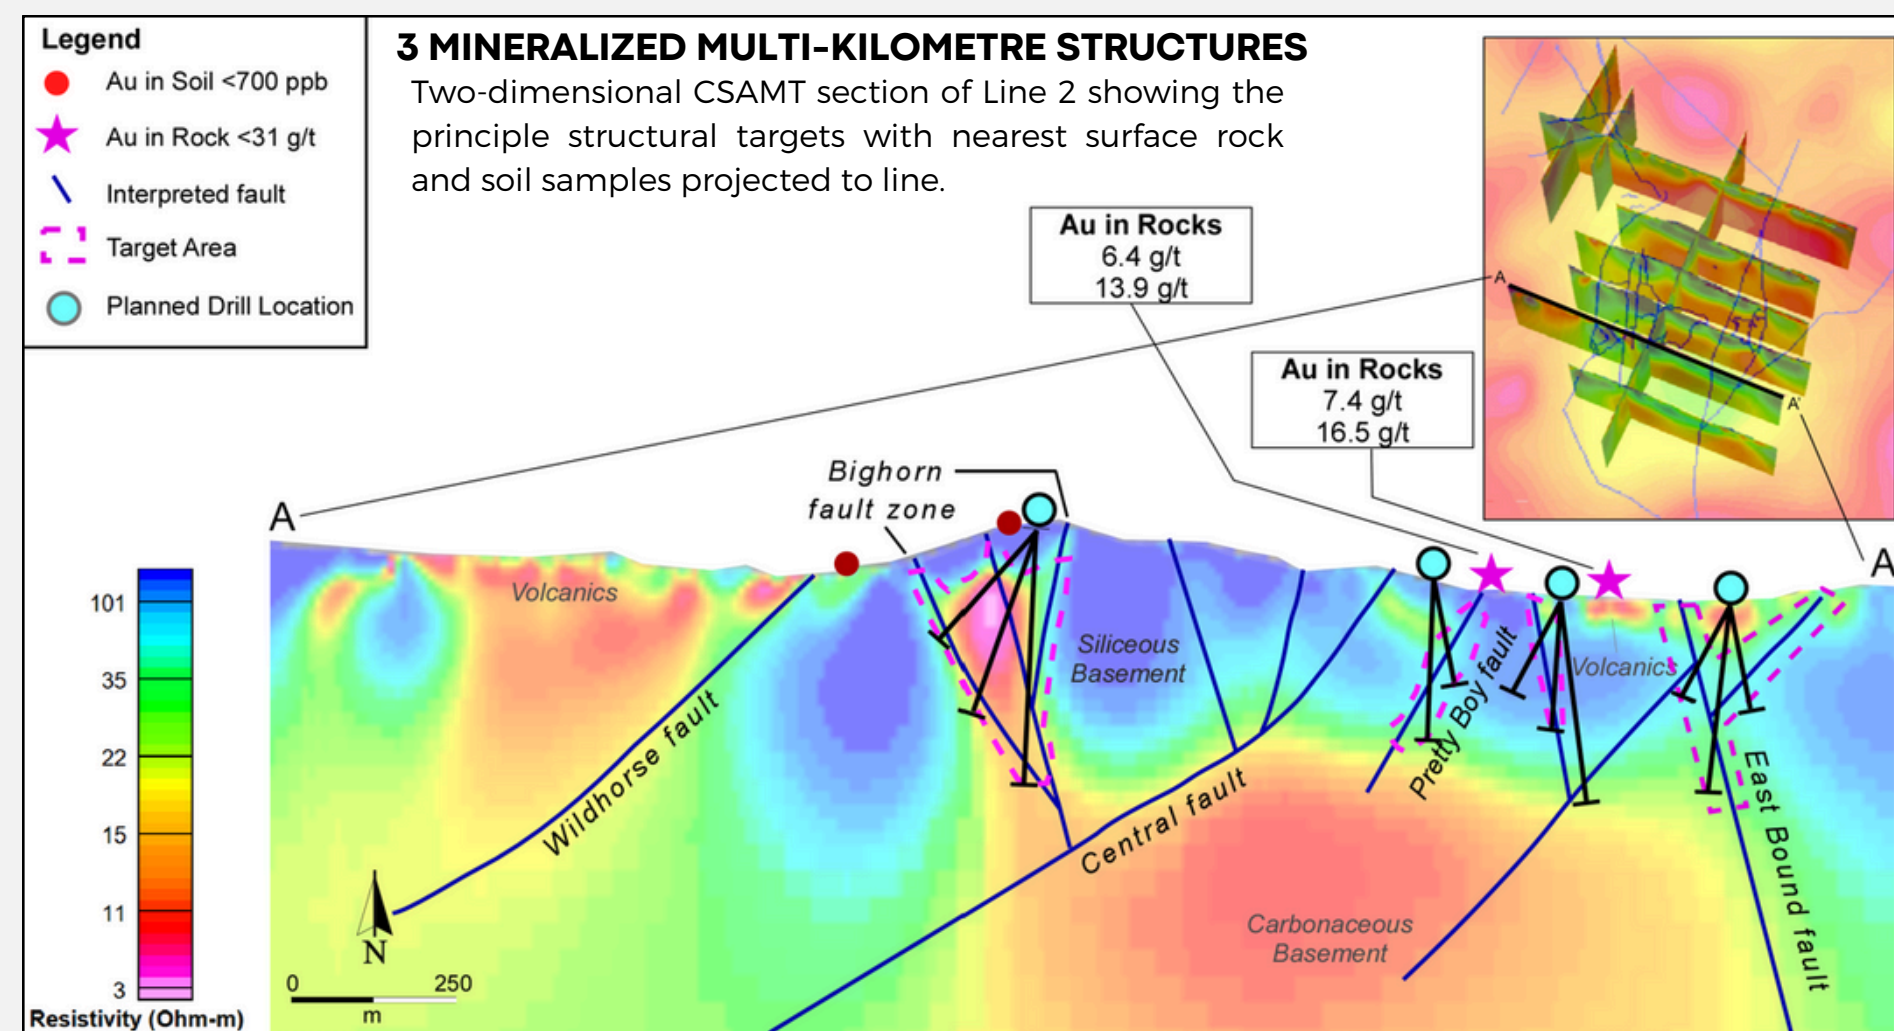 Legend
Au in Soil <700 ppb
Au in Rock <31 g/t
Interpreted fault
Target Area
Planned Drill Location
3 MINERALIZED MULTI-KILOMETRE STRUCTURES
Two-dimensional CSAMT section of Line 2 showing the
principle structural targets with nearest surface rock
and soil samples projected to line.
Au in Rocks
6.4 g/t
13.9 g/t
Au in Rocks
7.4 g/t
16.5 g/t
A
A'
A
A
Bighorn
fault zone
Volcanics
Siliceous
Basement
Volcanics
Wildhorse fault
Central fault
Pretty Boy fault
East Bound fault
Carbonaceous
Basement
101
35
22
15
11
3
Resistivity (Ohm-m)
N
0 250
m